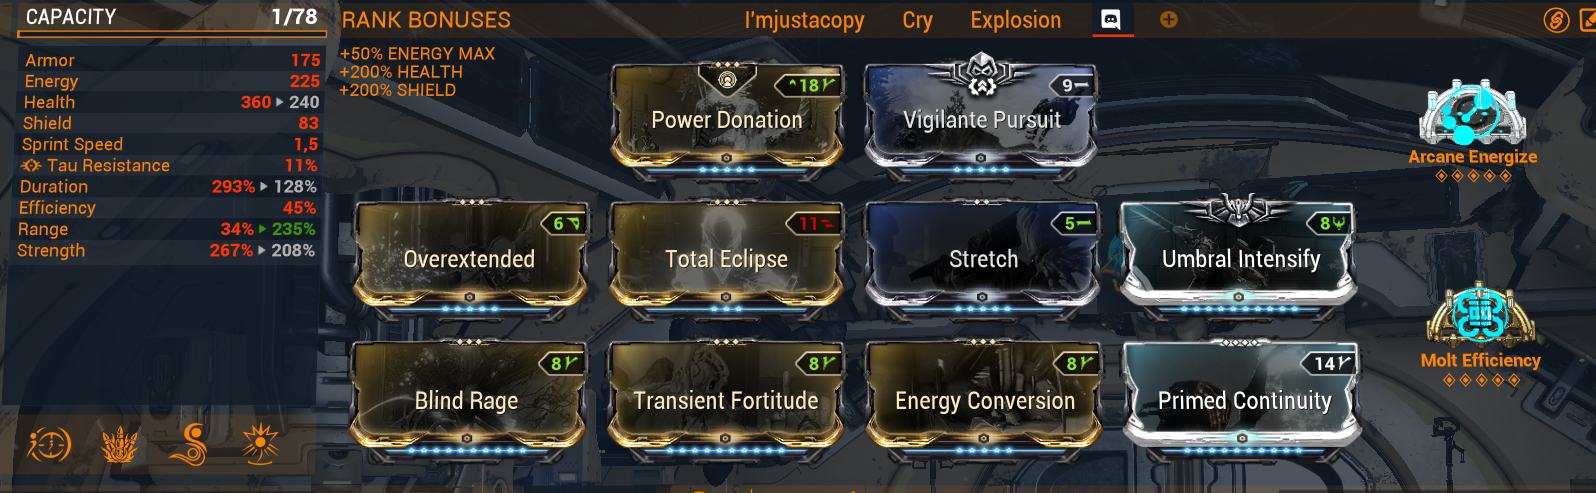 CAPACITY 1/78
Armor 175
Energy 225
Health 360 ▸ 240
Shield 83
Sprint Speed 1,5
Tau Resistance 11%
Duration 293% ▸ 128%
Efficiency 45%
Range 34% ▸ 235%
Strength 267% ▸ 208%
RANK BONUSES
+50% ENERGY MAX
+200% HEALTH
+200% SHIELD
I'mjustacopy Cry Explosion
18
Power Donation
9
Vigilante Pursuit
6
Overextended
11
Total Eclipse
5
Stretch
8
Umbral Intensify
8
Blind Rage
8
Transient Fortitude
8
Energy Conversion
14
Primed Continuity
Arcane Energize
Molt Efficiency